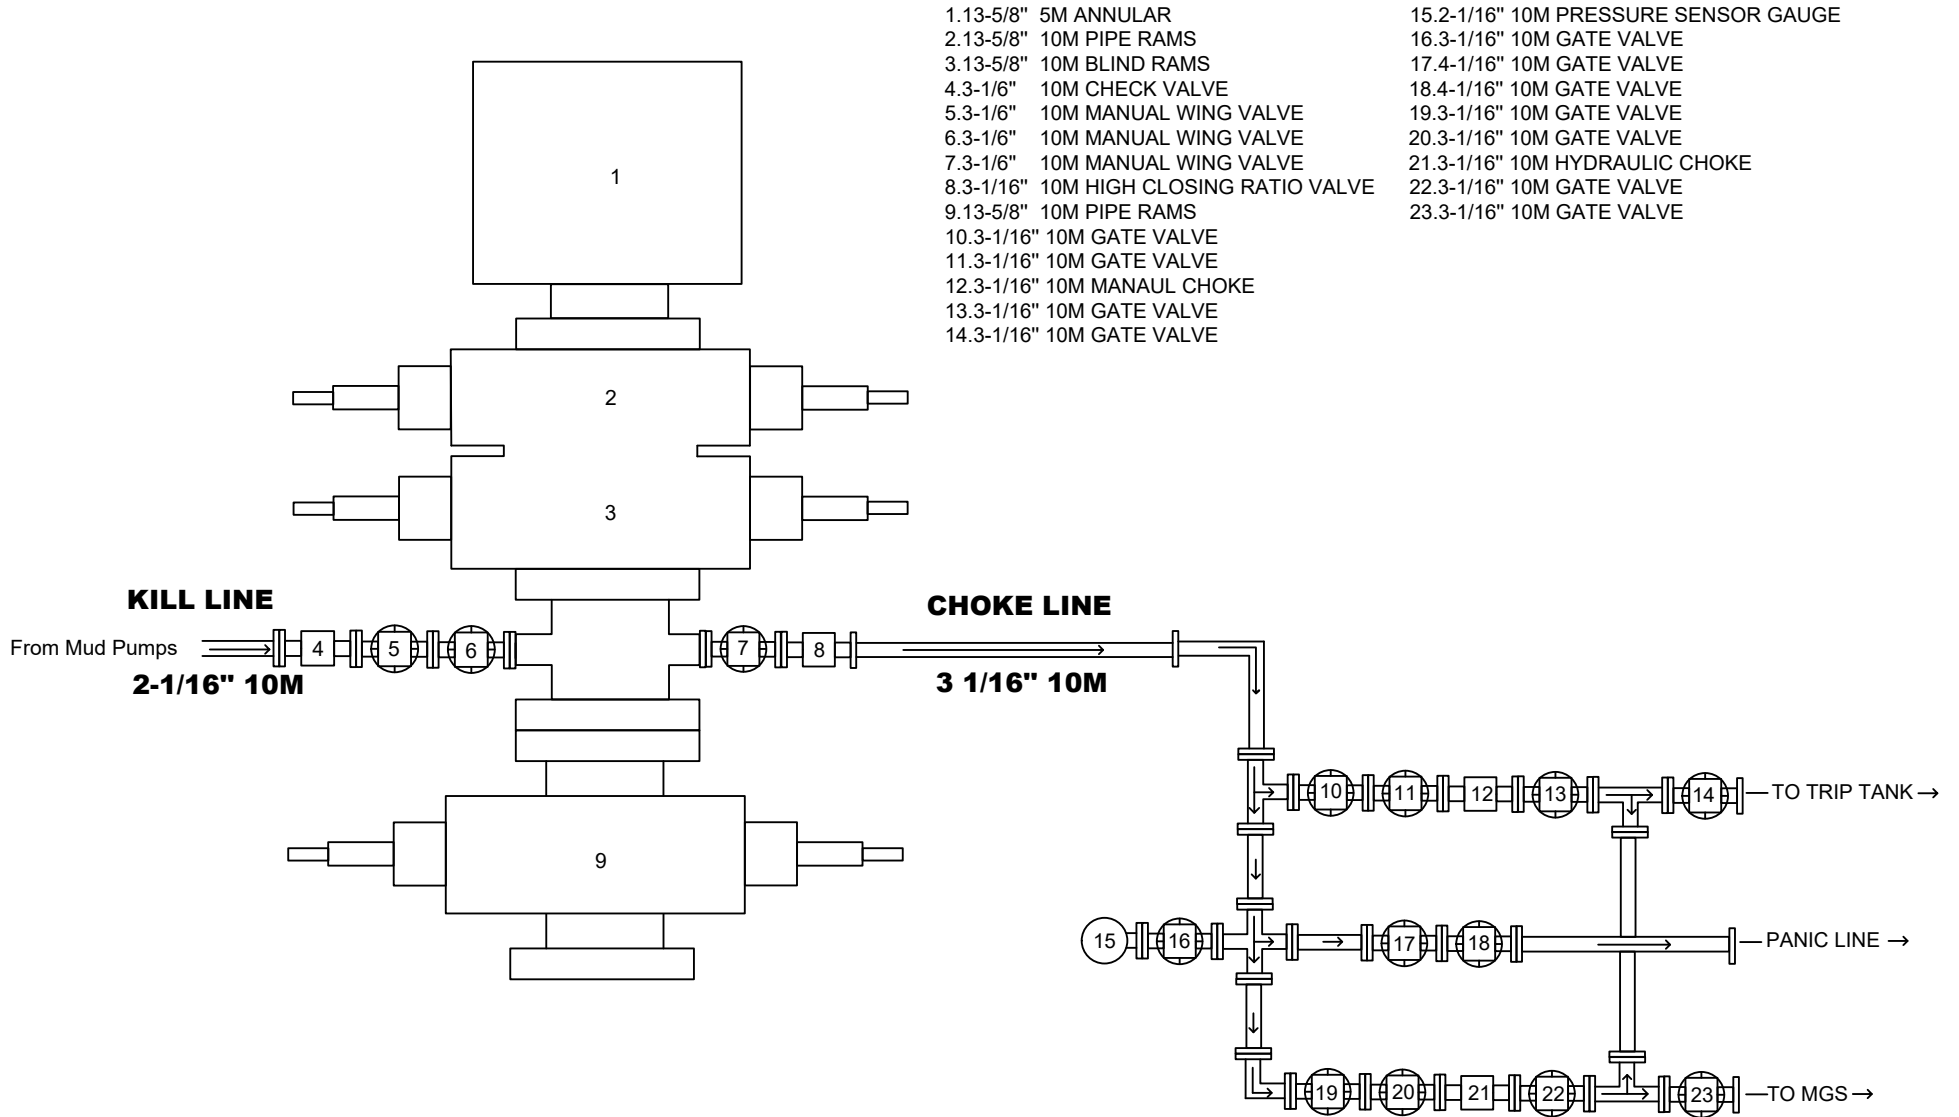 1.13-5/8" 5M ANNULAR
2.13-5/8" 10M PIPE RAMS
3.13-5/8" 10M BLIND RAMS
4.3-1/6" 10M CHECK VALVE
5.3-1/6" 10M MANUAL WING VALVE
6.3-1/6" 10M MANUAL WING VALVE
7.3-1/6" 10M MANUAL WING VALVE
8.3-1/16" 10M HIGH CLOSING RATIO VALVE
9.13-5/8" 10M PIPE RAMS
10.3-1/16" 10M GATE VALVE
11.3-1/16" 10M GATE VALVE
12.3-1/16" 10M MANAUL CHOKE
13.3-1/16" 10M GATE VALVE
14.3-1/16" 10M GATE VALVE
15.2-1/16" 10M PRESSURE SENSOR GAUGE
16.3-1/16" 10M GATE VALVE
17.4-1/16" 10M GATE VALVE
18.4-1/16" 10M GATE VALVE
19.3-1/16" 10M GATE VALVE
20.3-1/16" 10M GATE VALVE
21.3-1/16" 10M HYDRAULIC CHOKE
22.3-1/16" 10M GATE VALVE
23.3-1/16" 10M GATE VALVE
1
2
3
KILL LINE
From Mud Pumps
4
5
6
2-1/16" 10M
7
8
CHOKE LINE
3 1/16" 10M
9
10
11
12
13
14
TO TRIP TANK
15
16
17
18
PANIC LINE
19
20
21
22
23
TO MGS